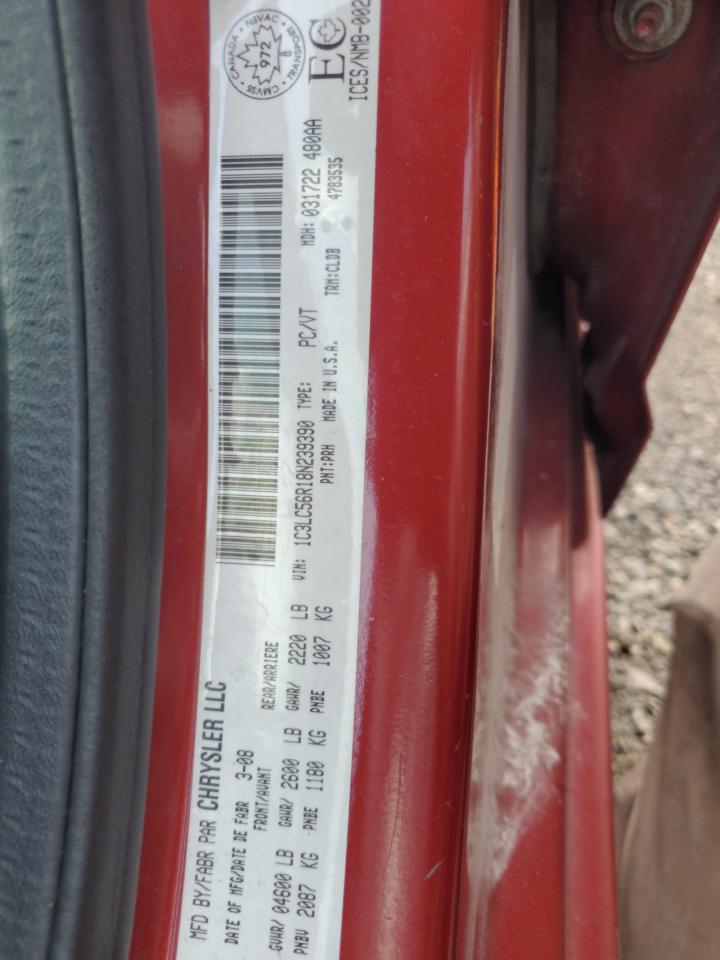 MFD BY/FABR PAR CHRYSLER LLC
DATE OF MFG/DATE DE FABR 3-08
FRONT/AVANT REAR/ARRIERE
GVWR/ 04600 LB GAWR/ 2600 LB GAWR/ 2220 LB
PNBV 2087 KG PNBE 1180 KG PNBE 1007 KG
VIN: 1C3LC56R18N239390 TYPE: PC/VT MDH: 031722 480AA
PNT:PRH MADE IN U.S.A. TRM:CLDB 4783535
CANADA NSVAC
972
CMVSS TRANSPORT
EC
ICES/NMB-002